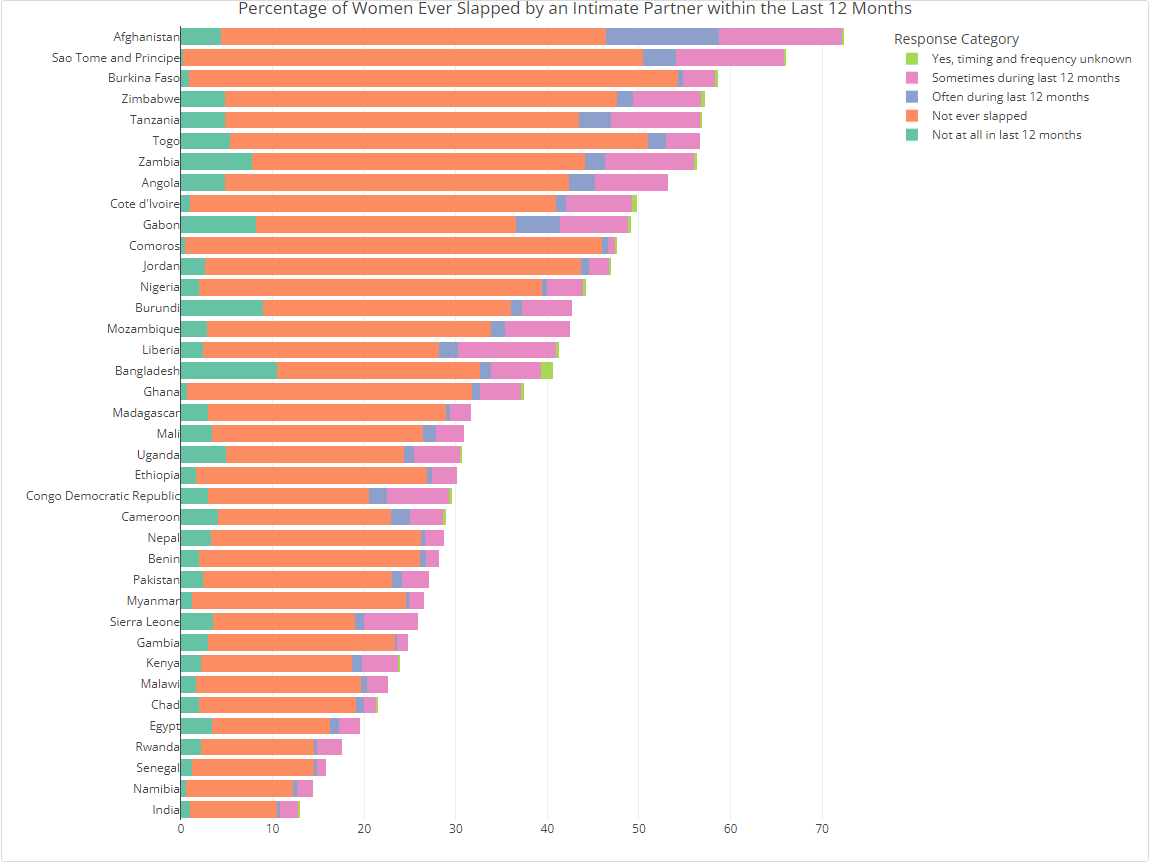 Percentage of Women Ever Slapped by an Intimate Partner within the Last 12 Months
Response Category
Yes, timing and frequency unknown
Sometimes during last 12 months
Often during last 12 months
Not ever slapped
Not at all in last 12 months
Afghanistan
Sao Tome and Principe
Burkina Faso
Zimbabwe
Tanzania
Togo
Zambia
Angola
Cote d'Ivoire
Gabon
Comoros
Jordan
Nigeria
Burundi
Mozambique
Liberia
Bangladesh
Ghana
Madagascar
Mali
Uganda
Ethiopia
Congo Democratic Republic
Cameroon
Nepal
Benin
Pakistan
Myanmar
Sierra Leone
Gambia
Kenya
Malawi
Chad
Egypt
Rwanda
Senegal
Namibia
India
0 10 20 30 40 50 60 70